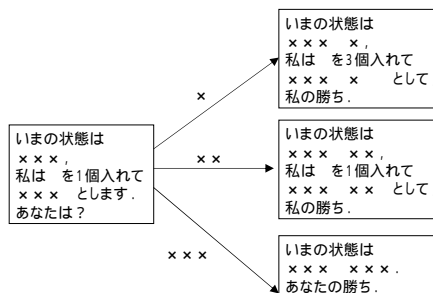 いまの状態は
×××,
私は を1個入れて
××× とします.
あなたは？
×
××
×××
いまの状態は
××× ×,
私は を3個入れて
××× × として
私の勝ち.
いまの状態は
××× ××,
私は を1個入れて
××× ×× として
私の勝ち.
いまの状態は
××× ×××.
あなたの勝ち.